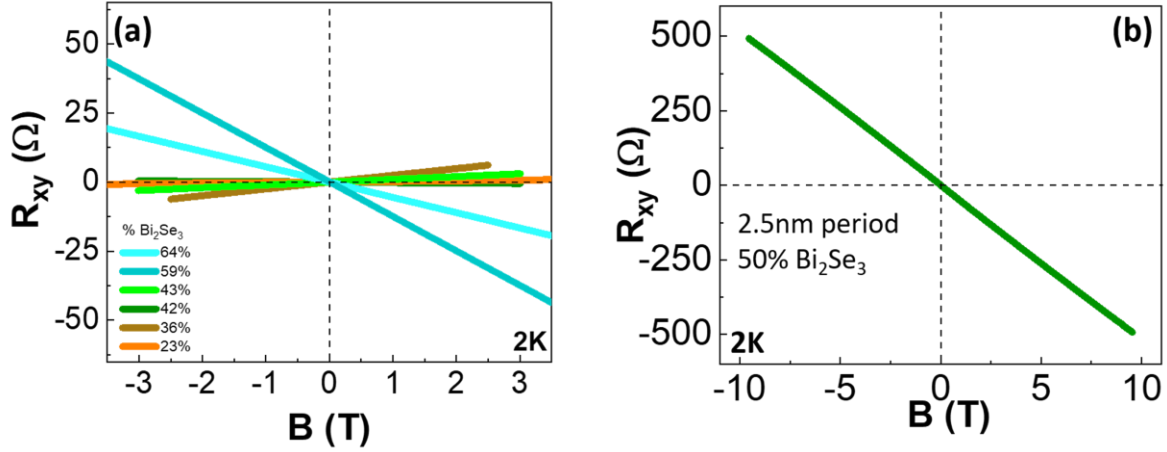 (a)
50
25
0
-25
-50
R_xy (Ω)
% Bi₂Se₃
64%
59%
43%
42%
36%
23%
2K
-3 -2 -1 0 1 2 3
B (T)
(b)
500
250
0
-250
-500
R_xy (Ω)
2.5nm period
50% Bi₂Se₃
2K
-10 -5 0 5 10
B (T)